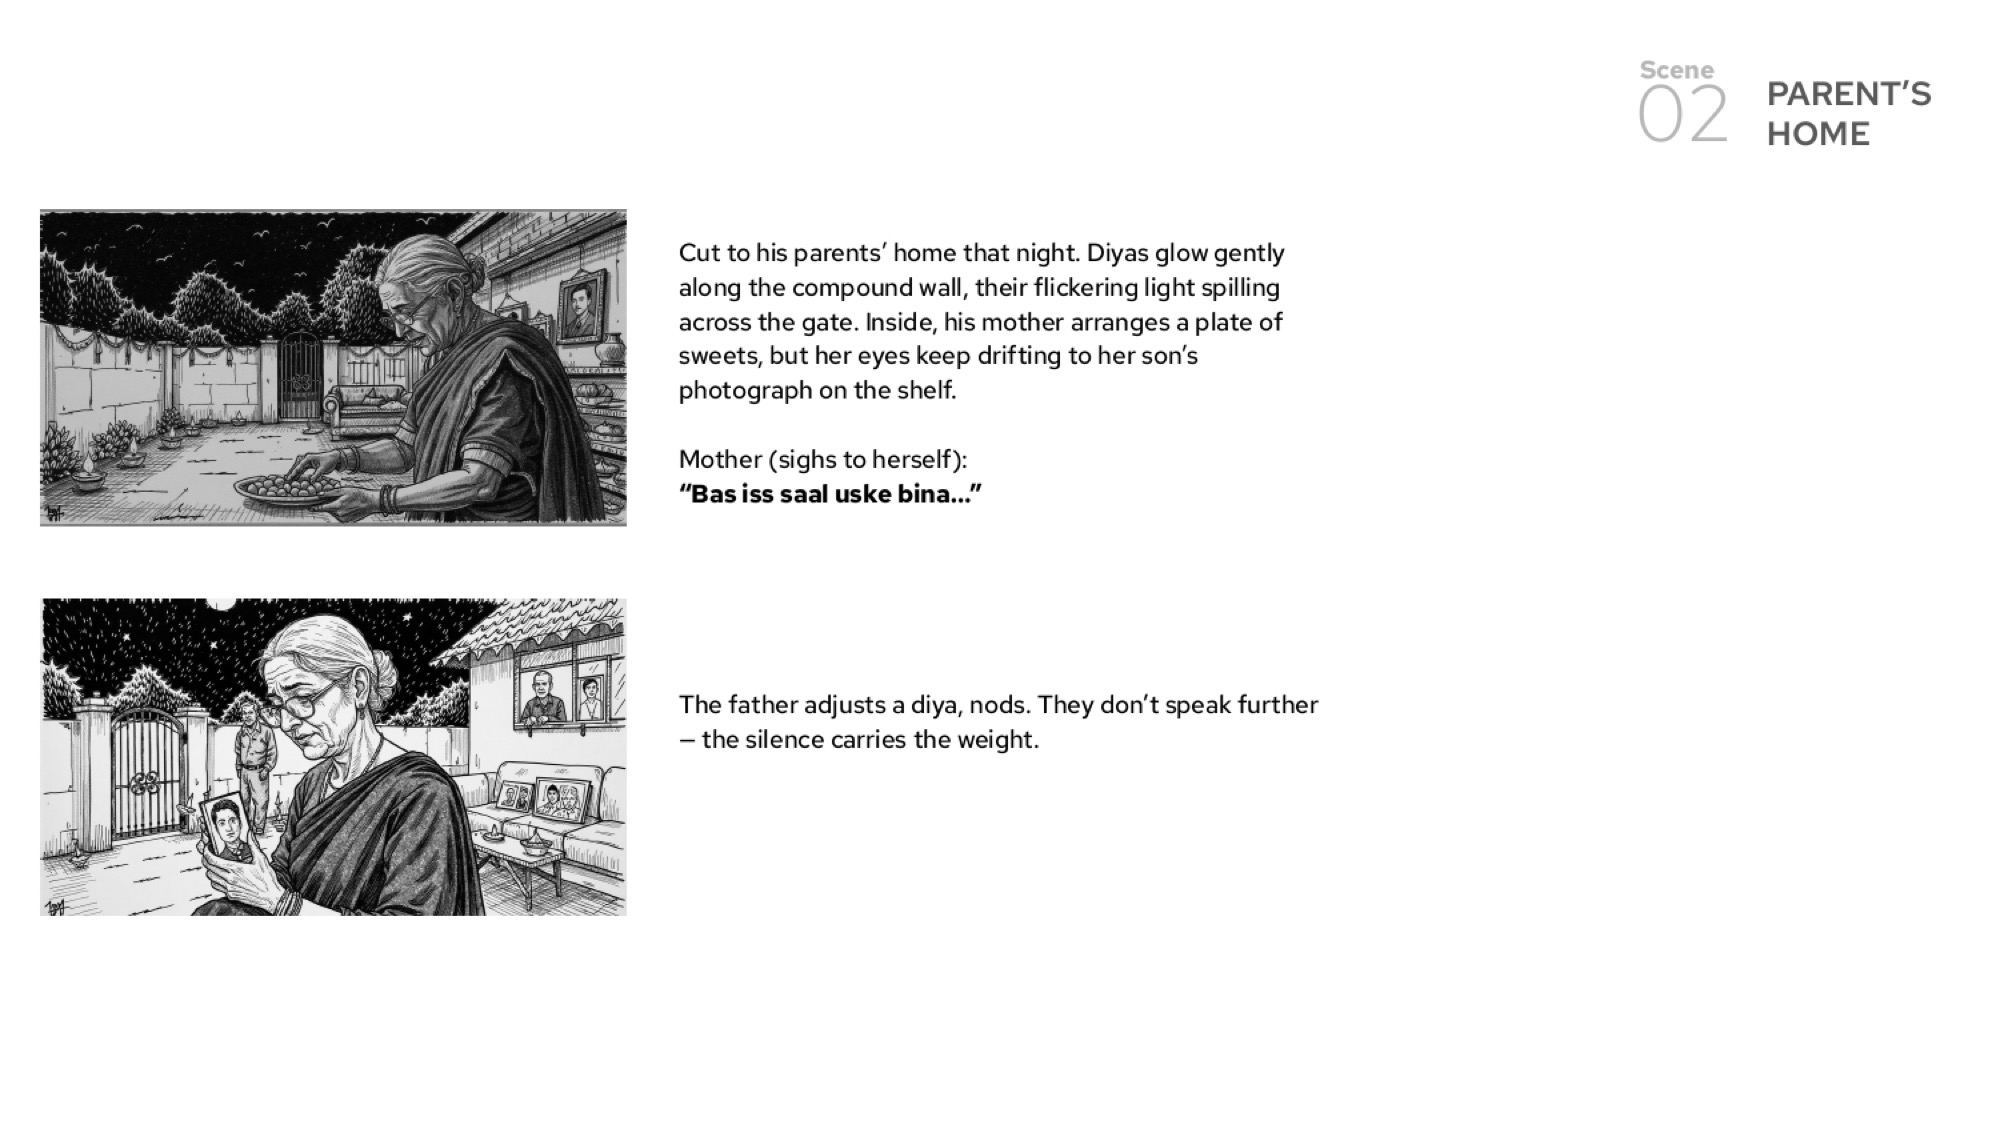 Scene
02
PARENT’S
HOME
Cut to his parents’ home that night. Diyas glow gently
along the compound wall, their flickering light spilling
across the gate. Inside, his mother arranges a plate of
sweets, but her eyes keep drifting to her son’s
photograph on the shelf.
Mother (sighs to herself):
“Bas iss saal uske bina...”
The father adjusts a diya, nods. They don’t speak further
– the silence carries the weight.